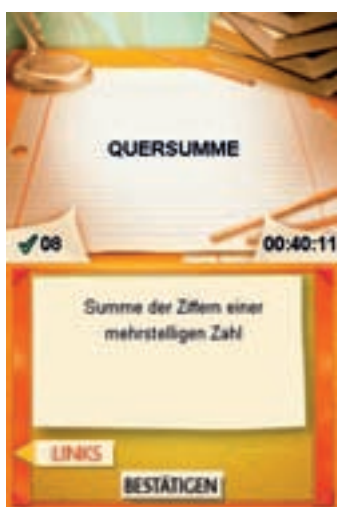 QUERSUMME
08
00:40:11
Summe der Ziffern einer
mehrstelligen Zahl
LINKS
BESTÄTIGEN